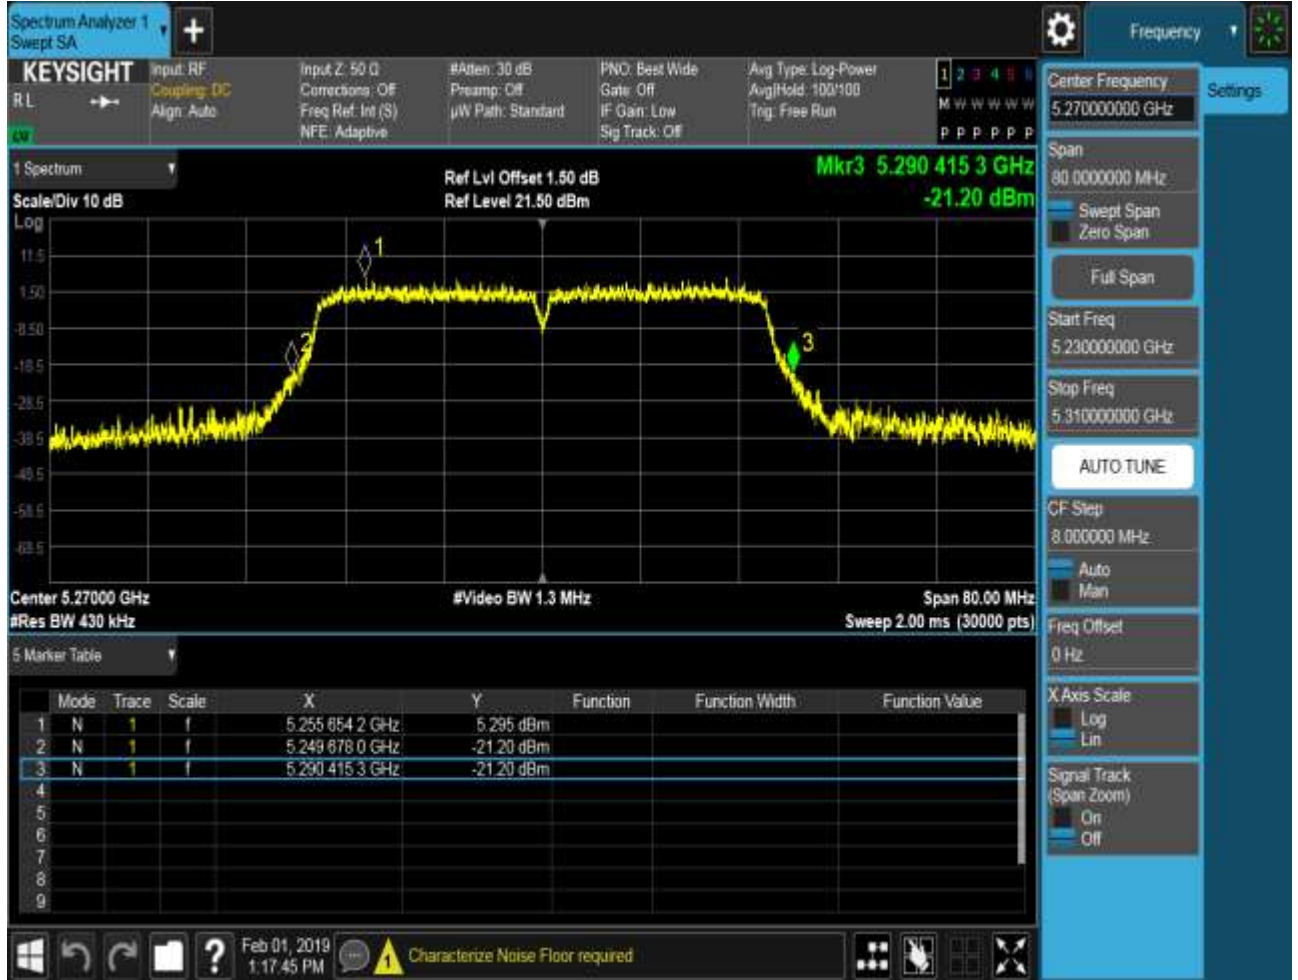 Spectrum Analyzer 1
Swept SA
+
Frequency
KEYSIGHT
RL
Input: RF
Coupling: DC
Align: Auto
Input Z: 50 Ω
Corrections: Off
Freq Ref: Int (S)
NFE: Adaptive
#Atten: 30 dB
Preamp: Off
µW Path: Standard
PNO: Best Wide
Gate: Off
IF Gain: Low
Sig Track: Off
Avg Type: Log-Power
Avg|Hold: 100/100
Trig: Free Run
1 2 3 4 5 6
M W W W W W
P P P P P P
1 Spectrum
Scale/Div 10 dB
Log
Ref Lvl Offset 1.50 dB
Ref Level 21.50 dBm
Mkr3 5.290 415 3 GHz
-21.20 dBm
11.5
1.50
-8.50
-18.5
-28.5
-38.5
-48.5
-58.5
-68.5
1
2
3
Center 5.27000 GHz
#Video BW 1.3 MHz
Span 80.00 MHz
#Res BW 430 kHz
Sweep 2.00 ms (30000 pts)
5 Marker Table
Mode Trace Scale X Y Function Function Width Function Value
1 N 1 f 5.255 654 2 GHz 5.295 dBm
2 N 1 f 5.249 678 0 GHz -21.20 dBm
3 N 1 f 5.290 415 3 GHz -21.20 dBm
4
5
6
7
8
9
Center Frequency
5.270000000 GHz
Settings
Span
80.0000000 MHz
Swept Span
Zero Span
Full Span
Start Freq
5.230000000 GHz
Stop Freq
5.310000000 GHz
AUTO TUNE
CF Step
8.000000 MHz
Auto
Man
Freq Offset
0 Hz
X Axis Scale
Log
Lin
Signal Track
(Span Zoom)
On
Off
?
Feb 01, 2019
1:17:45 PM
1
Characterize Noise Floor required